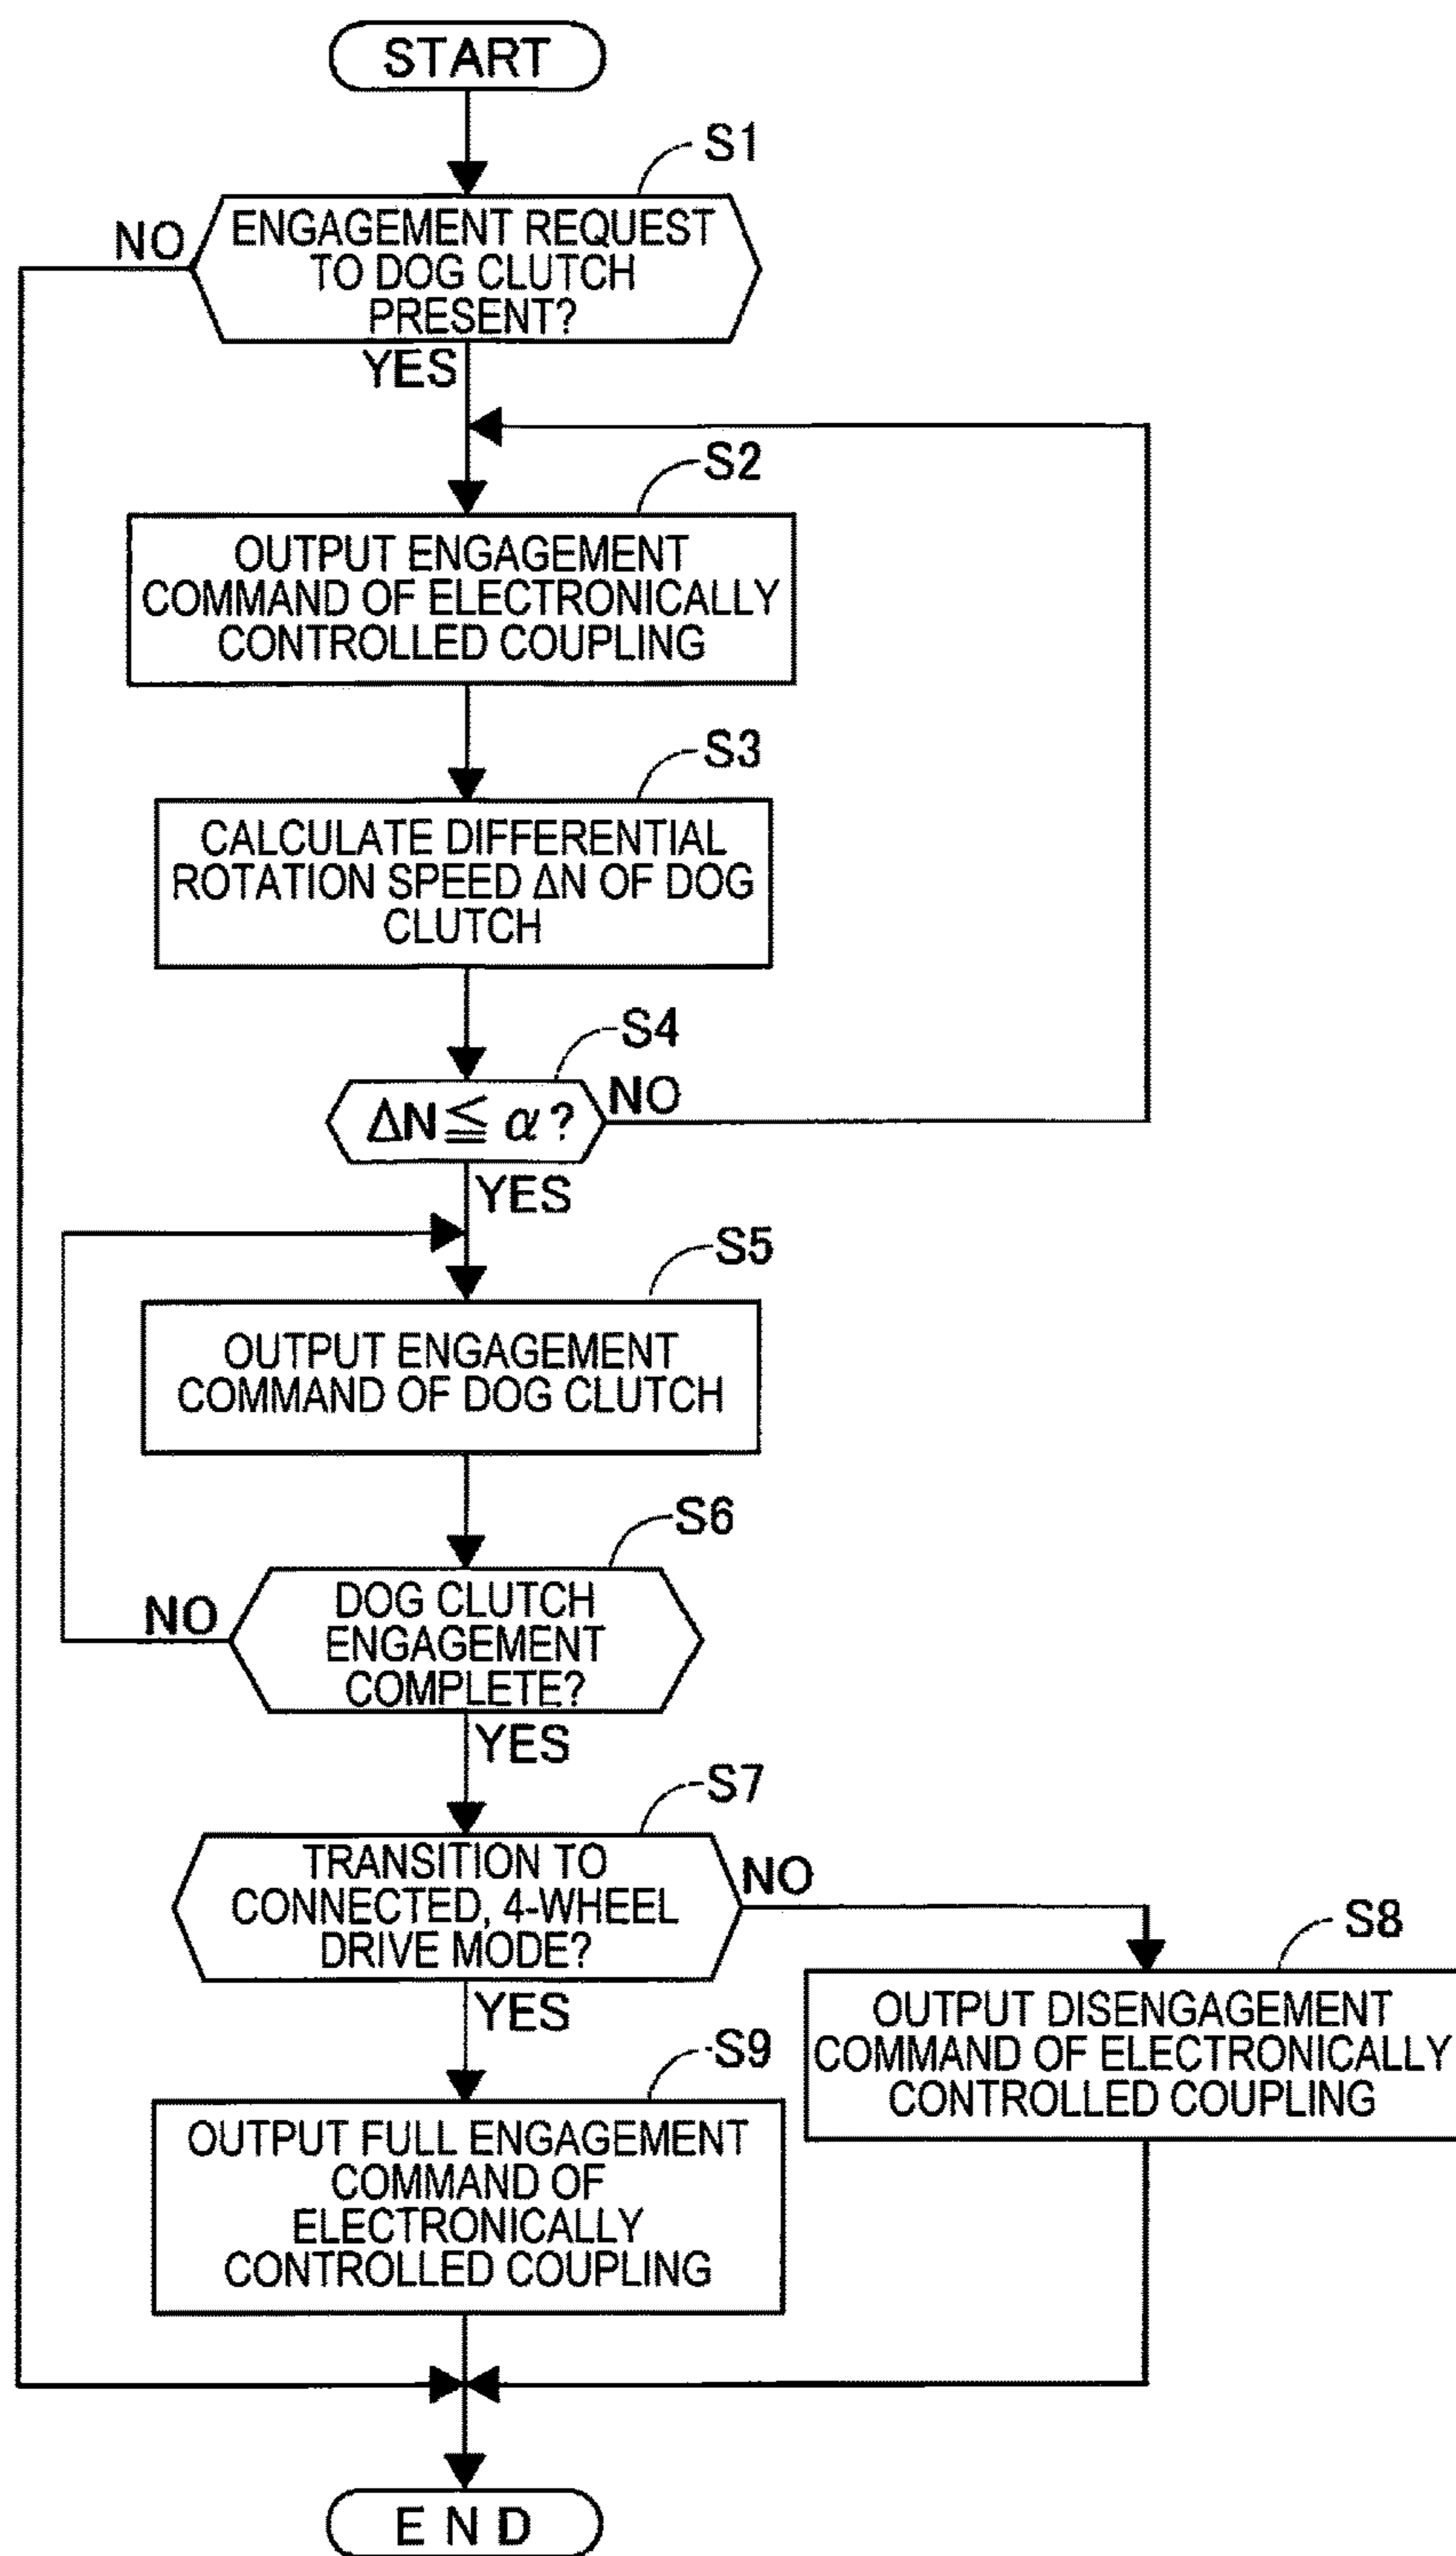 START
S1
NO
ENGAGEMENT REQUEST
TO DOG CLUTCH
PRESENT?
YES
S2
OUTPUT ENGAGEMENT
COMMAND OF ELECTRONICALLY
CONTROLLED COUPLING
S3
CALCULATE DIFFERENTIAL
ROTATION SPEED ΔN OF DOG
CLUTCH
S4
ΔN ≦ α ?
NO
YES
S5
OUTPUT ENGAGEMENT
COMMAND OF DOG CLUTCH
S6
NO
DOG CLUTCH
ENGAGEMENT
COMPLETE?
YES
S7
TRANSITION TO
CONNECTED, 4-WHEEL
DRIVE MODE?
NO
YES
S8
OUTPUT DISENGAGEMENT
COMMAND OF ELECTRONICALLY
CONTROLLED COUPLING
S9
OUTPUT FULL ENGAGEMENT
COMMAND OF
ELECTRONICALLY
CONTROLLED COUPLING
END